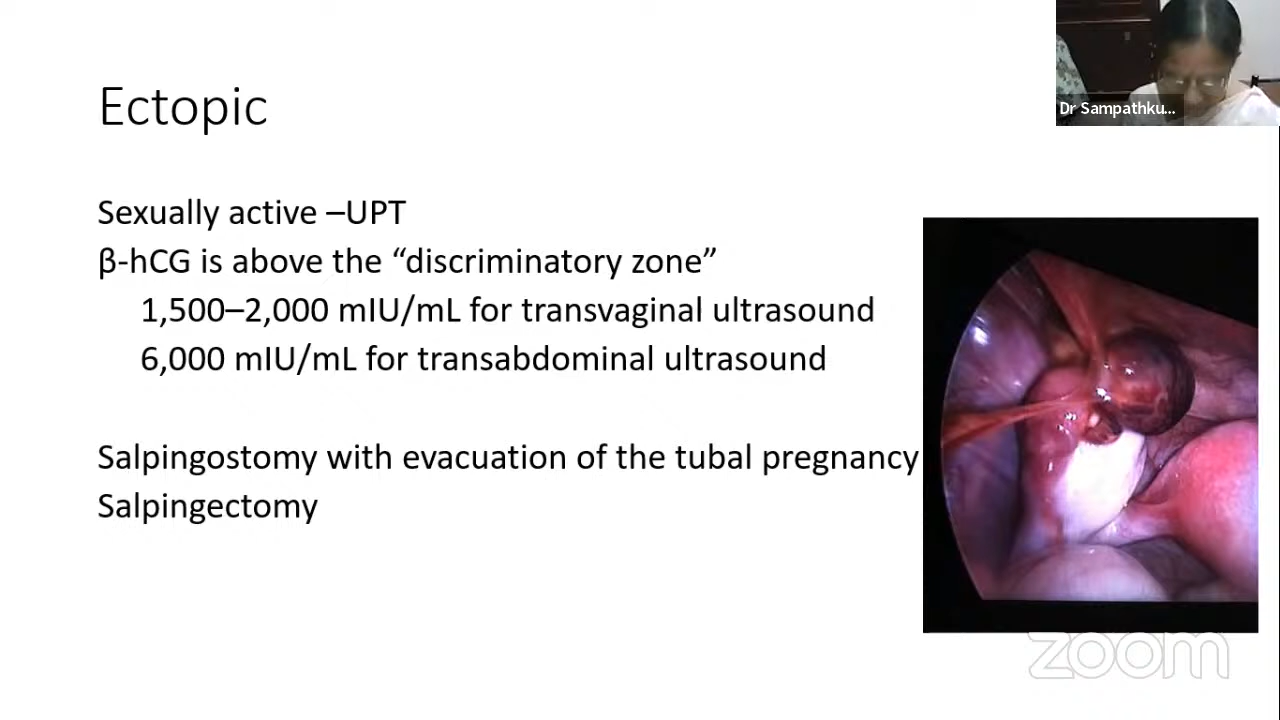 Ectopic
Dr Sampathku...
Sexually active –UPT
β-hCG is above the “discriminatory zone”
1,500–2,000 mIU/mL for transvaginal ultrasound
6,000 mIU/mL for transabdominal ultrasound
Salpingostomy with evacuation of the tubal pregnancy
Salpingectomy
zoom